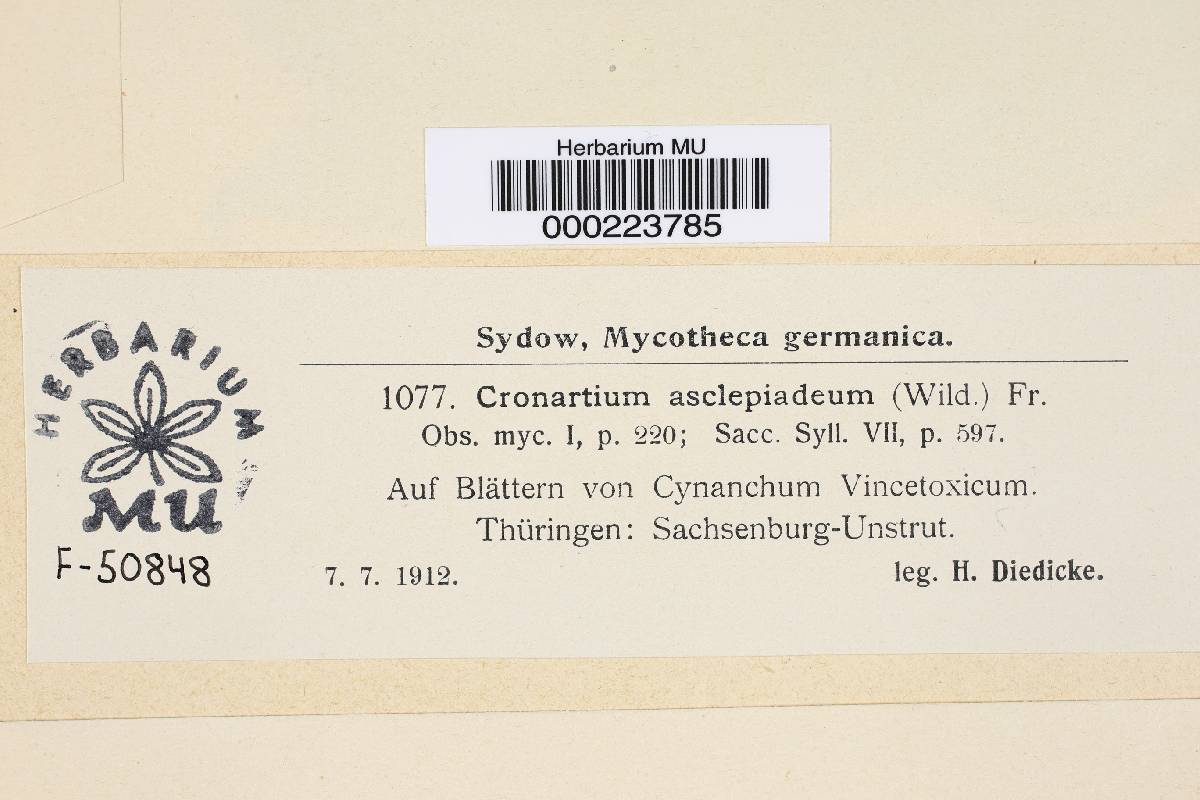 Herbarium MU
000223785
HERBARIUM
MU
F-50848
Sydow, Mycotheca germanica.
1077. Cronartium asclepiadeum (Wild.) Fr.
Obs. myc. I, p. 220; Sacc. Syll. VII, p. 597.
Auf Blättern von Cynanchum Vincetoxicum.
Thüringen: Sachsenburg-Unstrut.
7. 7. 1912. leg. H. Diedicke.